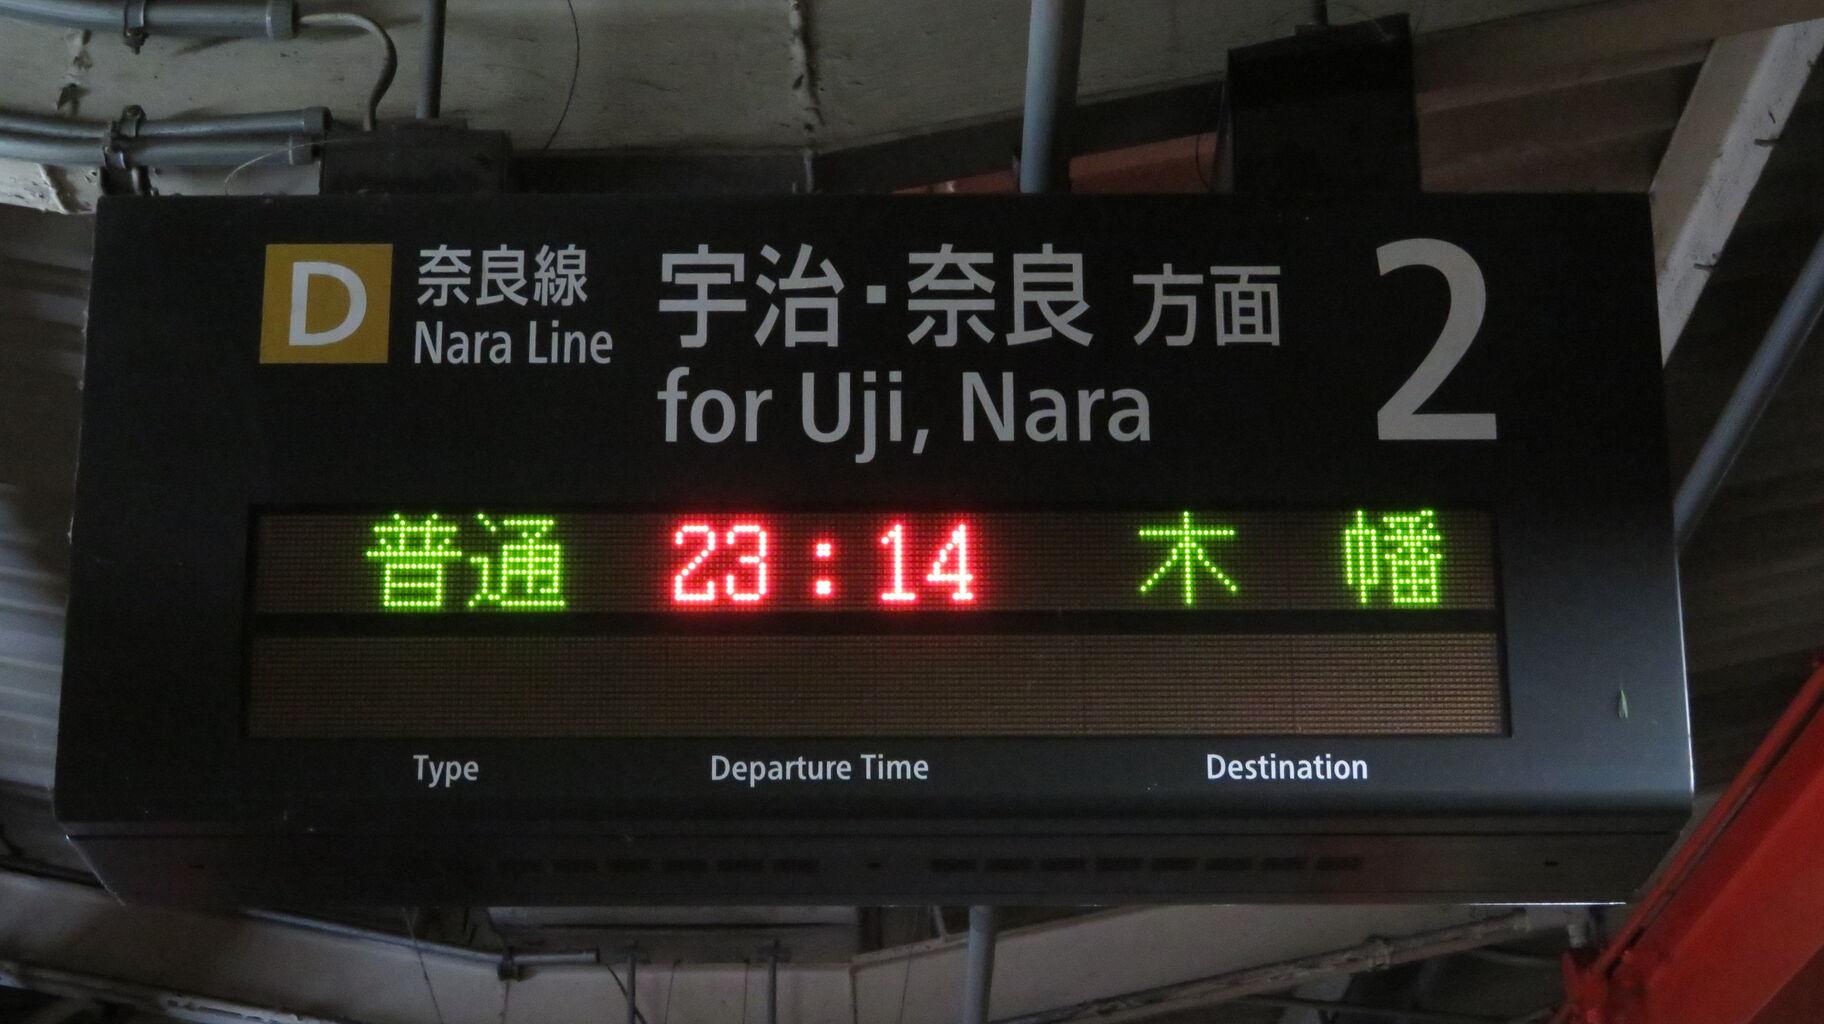 D 奈良線 宇治・奈良 方面 2
Nara Line for Uji, Nara
普通 23:14 木幡
Type Departure Time Destination